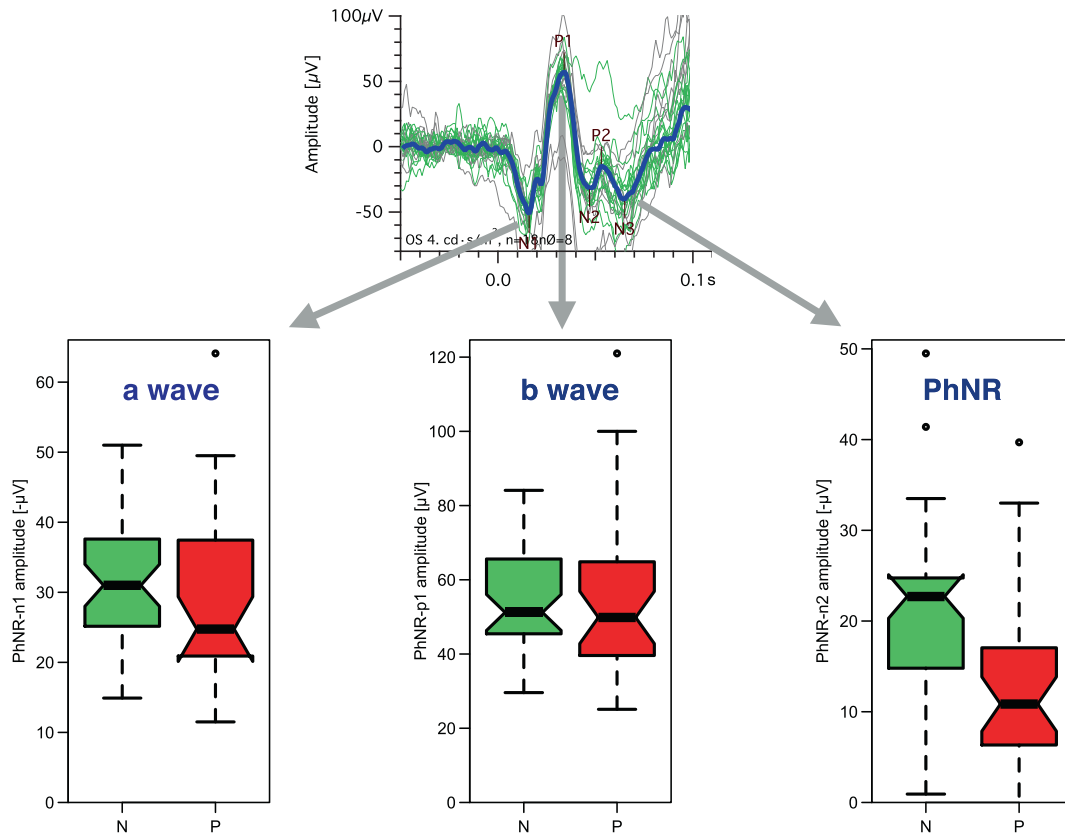 100µV
50
0
-50
Amplitude [µV]
P1
P2
N2
N3
0.0
0.1s
a wave
60
50
40
30
20
10
0
PhNR-n1 amplitude [-µV]
N
P
b wave
120
100
80
60
40
20
0
PhNR-p1 amplitude [µV]
N
P
PhNR
50
40
30
20
10
0
PhNR-n2 amplitude [-µV]
N
P